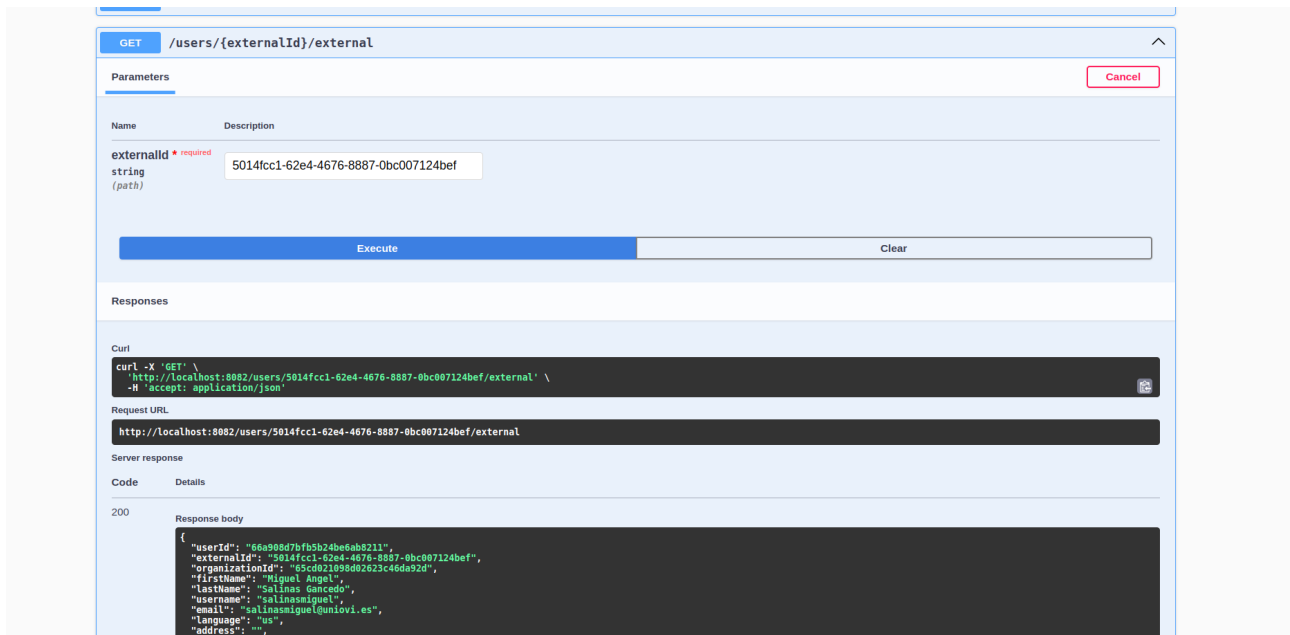 GET /users/{externalId}/external
Parameters
Cancel
Name Description
externalId * required
string
(path)
5014fcc1-62e4-4676-8887-0bc007124bef
Execute Clear
Responses
Curl
curl -X 'GET' \
'http://localhost:8082/users/5014fcc1-62e4-4676-8887-0bc007124bef/external' \
-H 'accept: application/json'
Request URL
http://localhost:8082/users/5014fcc1-62e4-4676-8887-0bc007124bef/external
Server response
Code Details
200
Response body
{
"userId": "66a908d7bfb5b24be6ab8211",
"externalId": "5014fcc1-62e4-4676-8887-0bc007124bef",
"organizationId": "65cd021098d02623c46da92d",
"firstName": "Miguel Angel",
"lastName": "Salinas Gancedo",
"username": "salinasmiguel",
"email": "salinasmiguel@uniovi.es",
"language": "us",
"address": "",